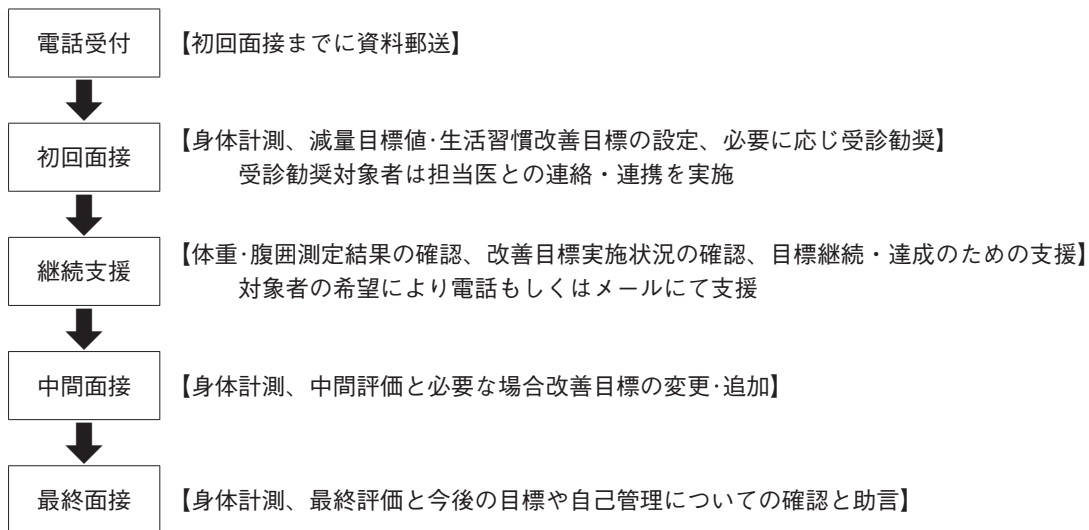 電話受付 【初回面接までに資料郵送】
初回面接 【身体計測、減量目標値・生活習慣改善目標の設定、必要に応じ受診勧奨】
受診勧奨対象者は担当医との連絡・連携を実施
継続支援 【体重・腹囲測定結果の確認、改善目標実施状況の確認、目標継続・達成のための支援】
対象者の希望により電話もしくはメールにて支援
中間面接 【身体計測、中間評価と必要な場合改善目標の変更・追加】
最終面接 【身体計測、最終評価と今後の目標や自己管理についての確認と助言】